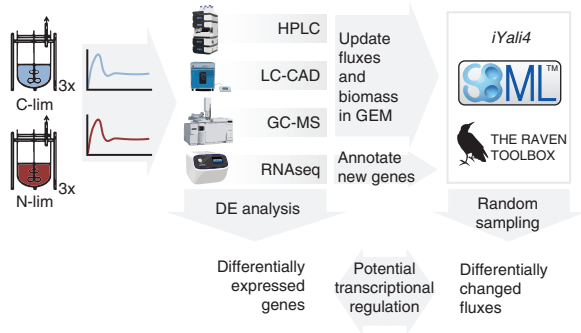 3x
C-lim
3x
N-lim
HPLC
LC-CAD
GC-MS
RNAseq
Update
fluxes
and
biomass
in GEM
Annotate
new genes
iYali4
SBML™
THE RAVEN
TOOLBOX
DE analysis
Random
sampling
Differentially
expressed
genes
Potential
transcriptional
regulation
Differentially
changed
fluxes